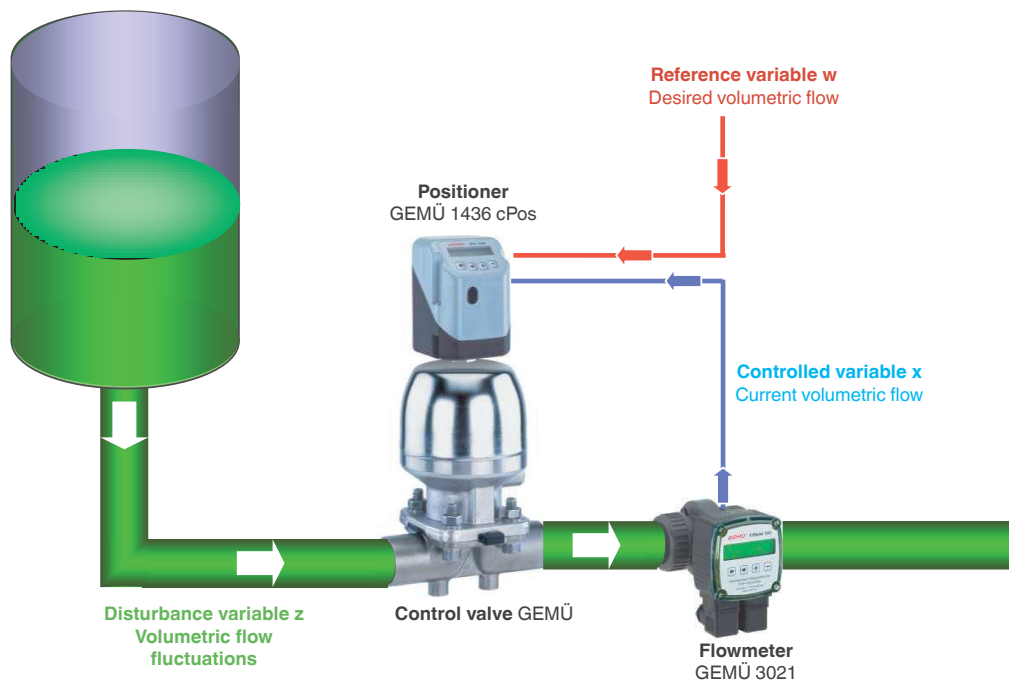 Reference variable w
Desired volumetric flow
Positioner
GEMÜ 1436 cPos
Controlled variable x
Current volumetric flow
Disturbance variable z
Volumetric flow
fluctuations
Control valve GEMÜ
Flowmeter
GEMÜ 3021